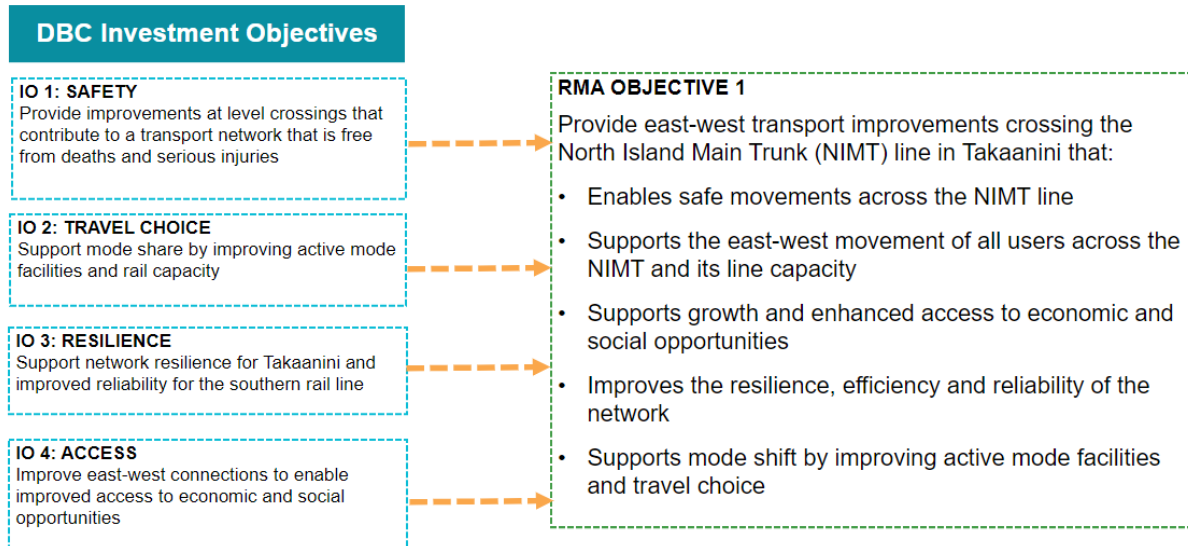 DBC Investment Objectives
IO 1: SAFETY
Provide improvements at level crossings that
contribute to a transport network that is free
from deaths and serious injuries
IO 2: TRAVEL CHOICE
Support mode share by improving active mode
facilities and rail capacity
IO 3: RESILIENCE
Support network resilience for Takaanini and
improved reliability for the southern rail line
IO 4: ACCESS
Improve east-west connections to enable
improved access to economic and social
opportunities
RMA OBJECTIVE 1
Provide east-west transport improvements crossing the
North Island Main Trunk (NIMT) line in Takaanini that:
• Enables safe movements across the NIMT line
• Supports the east-west movement of all users across the
NIMT and its line capacity
• Supports growth and enhanced access to economic and
social opportunities
• Improves the resilience, efficiency and reliability of the
network
• Supports mode shift by improving active mode facilities
and travel choice